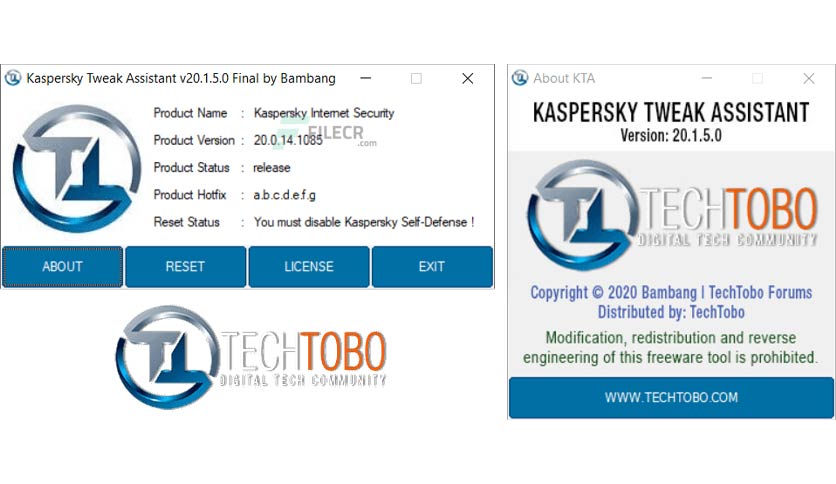 Kaspersky Tweak Assistant v20.1.5.0 Final by Bambang
Product Name : Kaspersky Internet Security
Product Version : 20.0.14.1085
Product Status : release
Product Hotfix : a.b.c.d.e.f.g
Reset Status : You must disable Kaspersky Self-Defense !
FILECR
.com
ABOUT
RESET
LICENSE
EXIT
TECHTOBO
DIGITAL TECH COMMUNITY
About KTA
KASPERSKY TWEAK ASSISTANT
Version: 20.1.5.0
TECHTOBO
DIGITAL TECH COMMUNITY
Copyright © 2020 Bambang | TechTobo Forums
Distributed by: TechTobo
Modification, redistribution and reverse
engineering of this freeware tool is prohibited.
WWW.TECHTOBO.COM